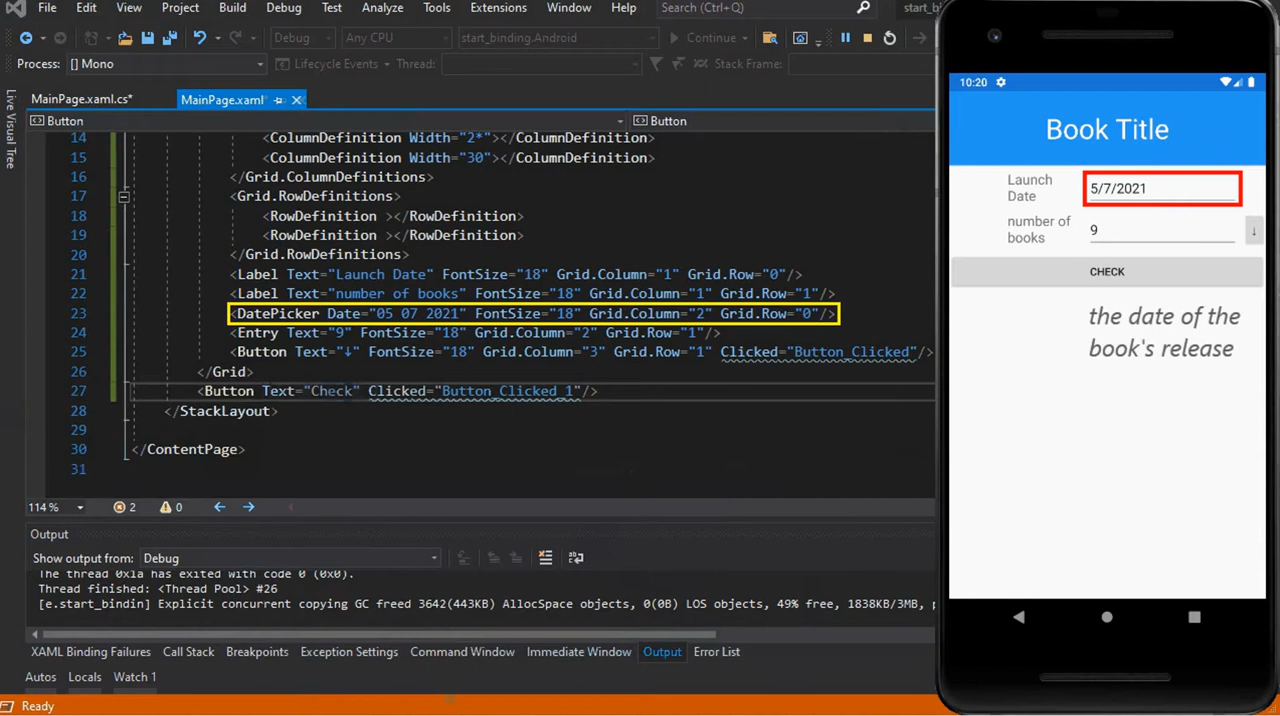 File Edit View Project Build Debug Test Analyze Tools Extensions Window Help Search (Ctrl+Q) start_bind
Debug Any CPU start_binding.Android Continue
Process: [] Mono Lifecycle Events Thread: Stack Frame:
Live Visual Tree
MainPage.xaml.cs* MainPage.xaml*
Button Button
14 <ColumnDefinition Width="2*"></ColumnDefinition>
15 <ColumnDefinition Width="30"></ColumnDefinition>
16 </Grid.ColumnDefinitions>
17 <Grid.RowDefinitions>
18 <RowDefinition ></RowDefinition>
19 <RowDefinition ></RowDefinition>
20 </Grid.RowDefinitions>
21 <Label Text="Launch Date" FontSize="18" Grid.Column="1" Grid.Row="0"/>
22 <Label Text="number of books" FontSize="18" Grid.Column="1" Grid.Row="1"/>
23 <DatePicker Date="05 07 2021" FontSize="18" Grid.Column="2" Grid.Row="0"/>
24 <Entry Text="9" FontSize="18" Grid.Column="2" Grid.Row="1"/>
25 <Button Text="↓" FontSize="18" Grid.Column="3" Grid.Row="1" Clicked="Button_Clicked"/>
26 </Grid>
27 <Button Text="Check" Clicked="Button_Clicked_1"/>
28 </StackLayout>
29
30 </ContentPage>
31
114 % 2 0
Output
Show output from: Debug
The thread 0x1a has exited with code 0 (0x0).
Thread finished: <Thread Pool> #26
[e.start_bindin] Explicit concurrent copying GC freed 3642(443KB) AllocSpace objects, 0(0B) LOS objects, 49% free, 1838KB/3MB, p
XAML Binding Failures Call Stack Breakpoints Exception Settings Command Window Immediate Window Output Error List
Autos Locals Watch 1
Ready
10:20
Book Title
Launch
Date
5/7/2021
number of
books
9 ↓
CHECK
the date of the
book's release